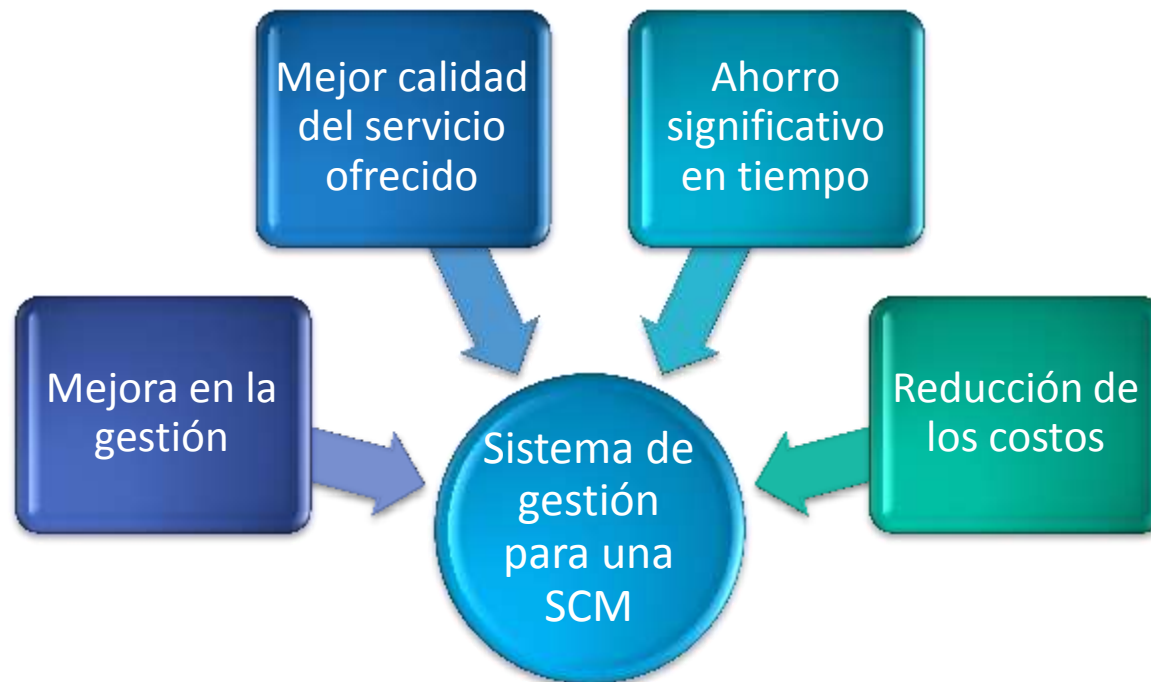 Mejor calidad
del servicio
ofrecido
Ahorro
significativo
en tiempo
Mejora en la
gestión
Reducción de
los costos
Sistema de
gestión
para una
SCM